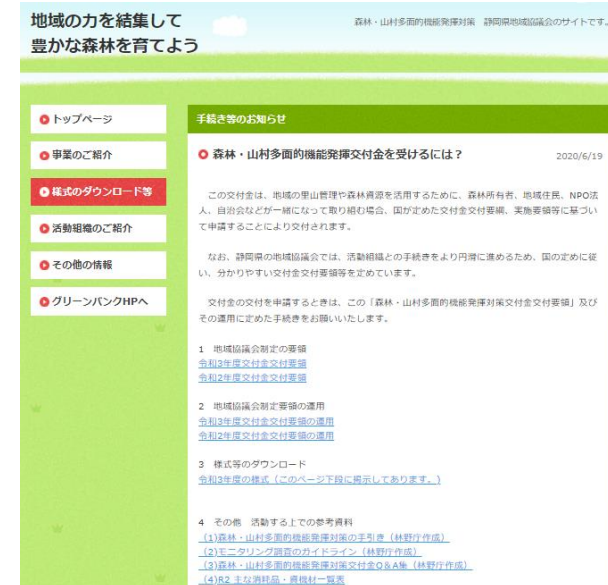 地域の力を結集して
豊かな森林を育てよう
森林・山村多面的機能発揮対策 静岡県地域協議会のサイトです。
トップページ
事業のご紹介
様式のダウンロード等
活動組織のご紹介
その他の情報
グリーンバンクHPへ
手続き等のお知らせ
森林・山村多面的機能発揮交付金を受けるには？
2020/6/19
この交付金は、地域の里山管理や森林資源を活用するために、森林所有者、地域住民、NPO法
人、自治会などが一緒になって取り組む場合、国が定めた交付金交付要綱、実施要領等に基づい
て申請することにより交付されます。
なお、静岡県の地域協議会では、活動組織との手続きをより円滑に進めるため、国の定めに従
い、分かりやすい交付金交付要領等を定めています。
交付金の交付を申請するときは、この「森林・山村多面的機能発揮対策交付金交付要領」及び
その運用に定めた手続きをお願いいたします。
1 地域協議会制定の要領
令和3年度交付金交付要領
令和2年度交付金交付要領
2 地域協議会制定要領の運用
令和3年度交付金交付要領の運用
令和2年度交付金交付要領の運用
3 様式等のダウンロード
令和3年度の様式（このページ下段に掲示してあります。)
4 その他 活動する上での参考資料
(1)森林・山村多面的機能発揮対策の手引き（林野庁作成）
(2)モニタリング調査のガイドライン（林野庁作成）
(3)森林・山村多面的機能発揮対策交付金Q＆A集（林野庁作成）
(4)R2 主な消耗品・資機材一覧表